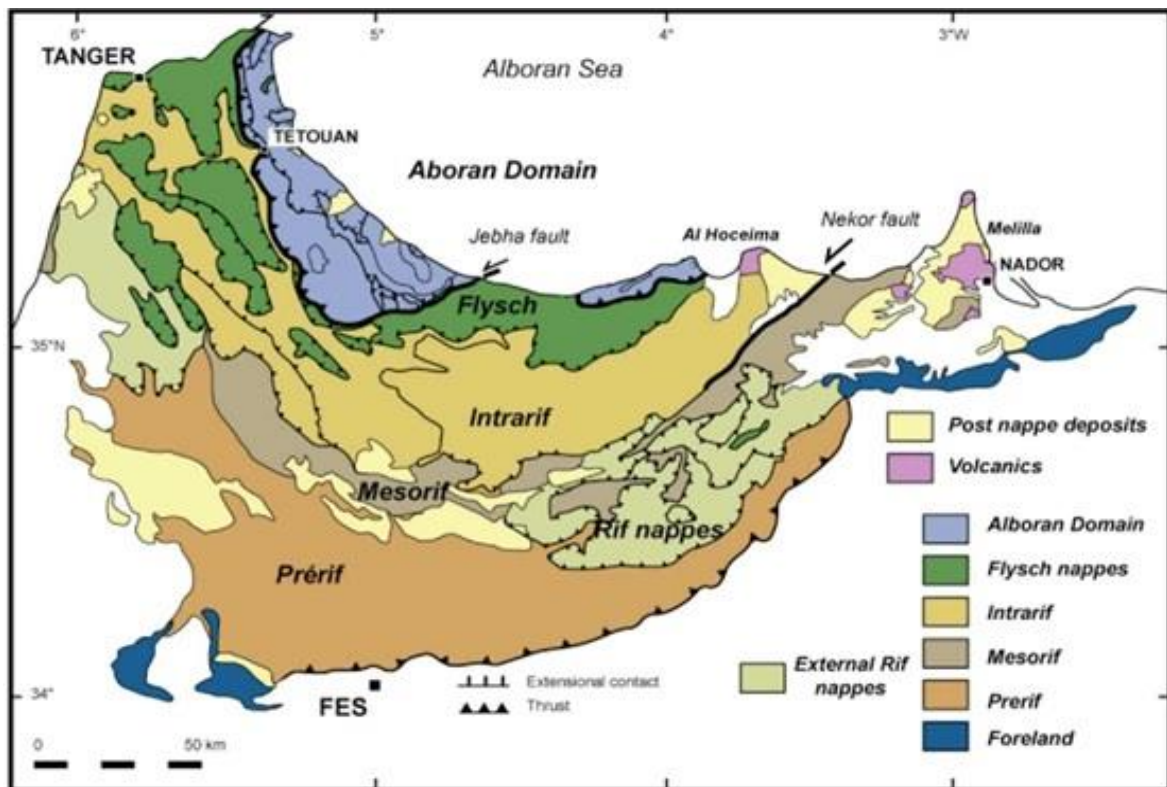 6°
5°
4°
3°W
TANGER
Alboran Sea
TETOUAN
Aboran Domain
Nekor fault
Al Hoceima
Melilla
Jebha fault
NADOR
Flysch
35°N
Intrarif
Post nappe deposits
Volcanics
Mesorif
Rif nappes
Alboran Domain
Prérif
Flysch nappes
Intrarif
Mesorif
External Rif
nappes
Extensional contact
Prerif
34°
FES
Thrust
Foreland
0
50 km